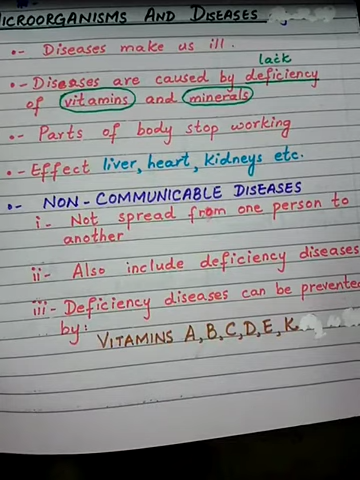 MICROORGANISMS AND DISEASES
•- Diseases make us ill.
lack
•- Diseases are caused by deficiency
of vitamins and minerals
•- Parts of body stop working
•- Effect liver, heart, kidneys etc.
•- NON-COMMUNICABLE DISEASES
i- Not spread from one person to
another
ii- Also include deficiency diseases
iii- Deficiency diseases can be prevented
by:
VITAMINS A, B, C, D, E, K